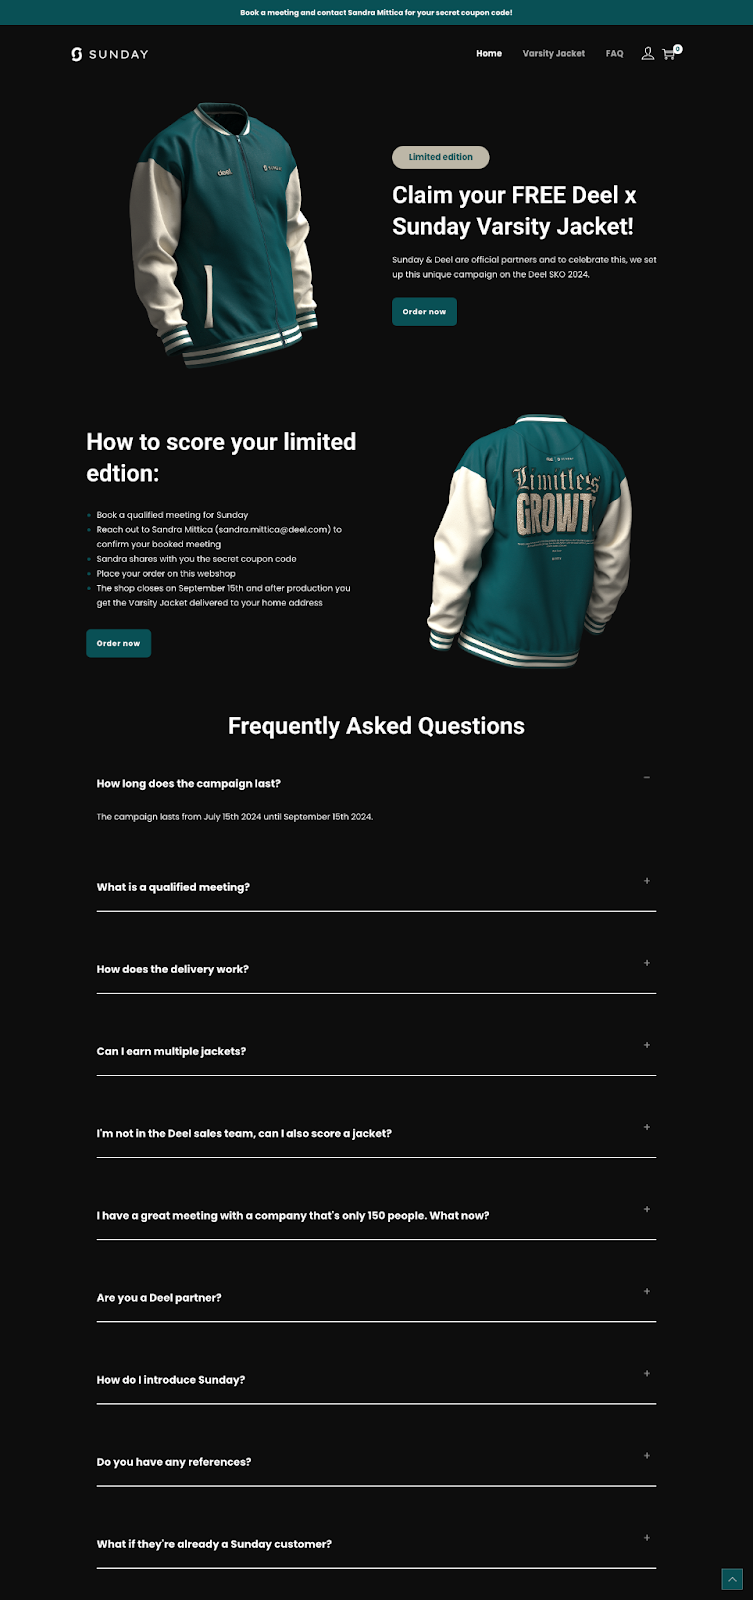 Book a meeting and contact Sandra Mittica for your secret coupon code!
SUNDAY
Home
Varsity Jacket
FAQ
0
deel.
Limited edition
Claim your FREE Deel x
Sunday Varsity Jacket!
Sunday & Deel are official partners and to celebrate this, we set
up this unique campaign on the Deel SKO 2024.
Order now
How to score your limited
edtion:
Book a qualified meeting for Sunday
Reach out to Sandra Mittica (sandra.mittica@deel.com) to
confirm your booked meeting
Sandra shares with you the secret coupon code
Place your order on this webshop
The shop closes on September 15th and after production you
get the Varsity Jacket delivered to your home address
Order now
SUNDAY
Limitless
GROWT
Frequently Asked Questions
How long does the campaign last?
−
The campaign lasts from July 15th 2024 until September 15th 2024.
What is a qualified meeting?
+
How does the delivery work?
+
Can I earn multiple jackets?
+
I'm not in the Deel sales team, can I also score a jacket?
+
I have a great meeting with a company that's only 150 people. What now?
+
Are you a Deel partner?
+
How do I introduce Sunday?
+
Do you have any references?
+
What if they're already a Sunday customer?
+